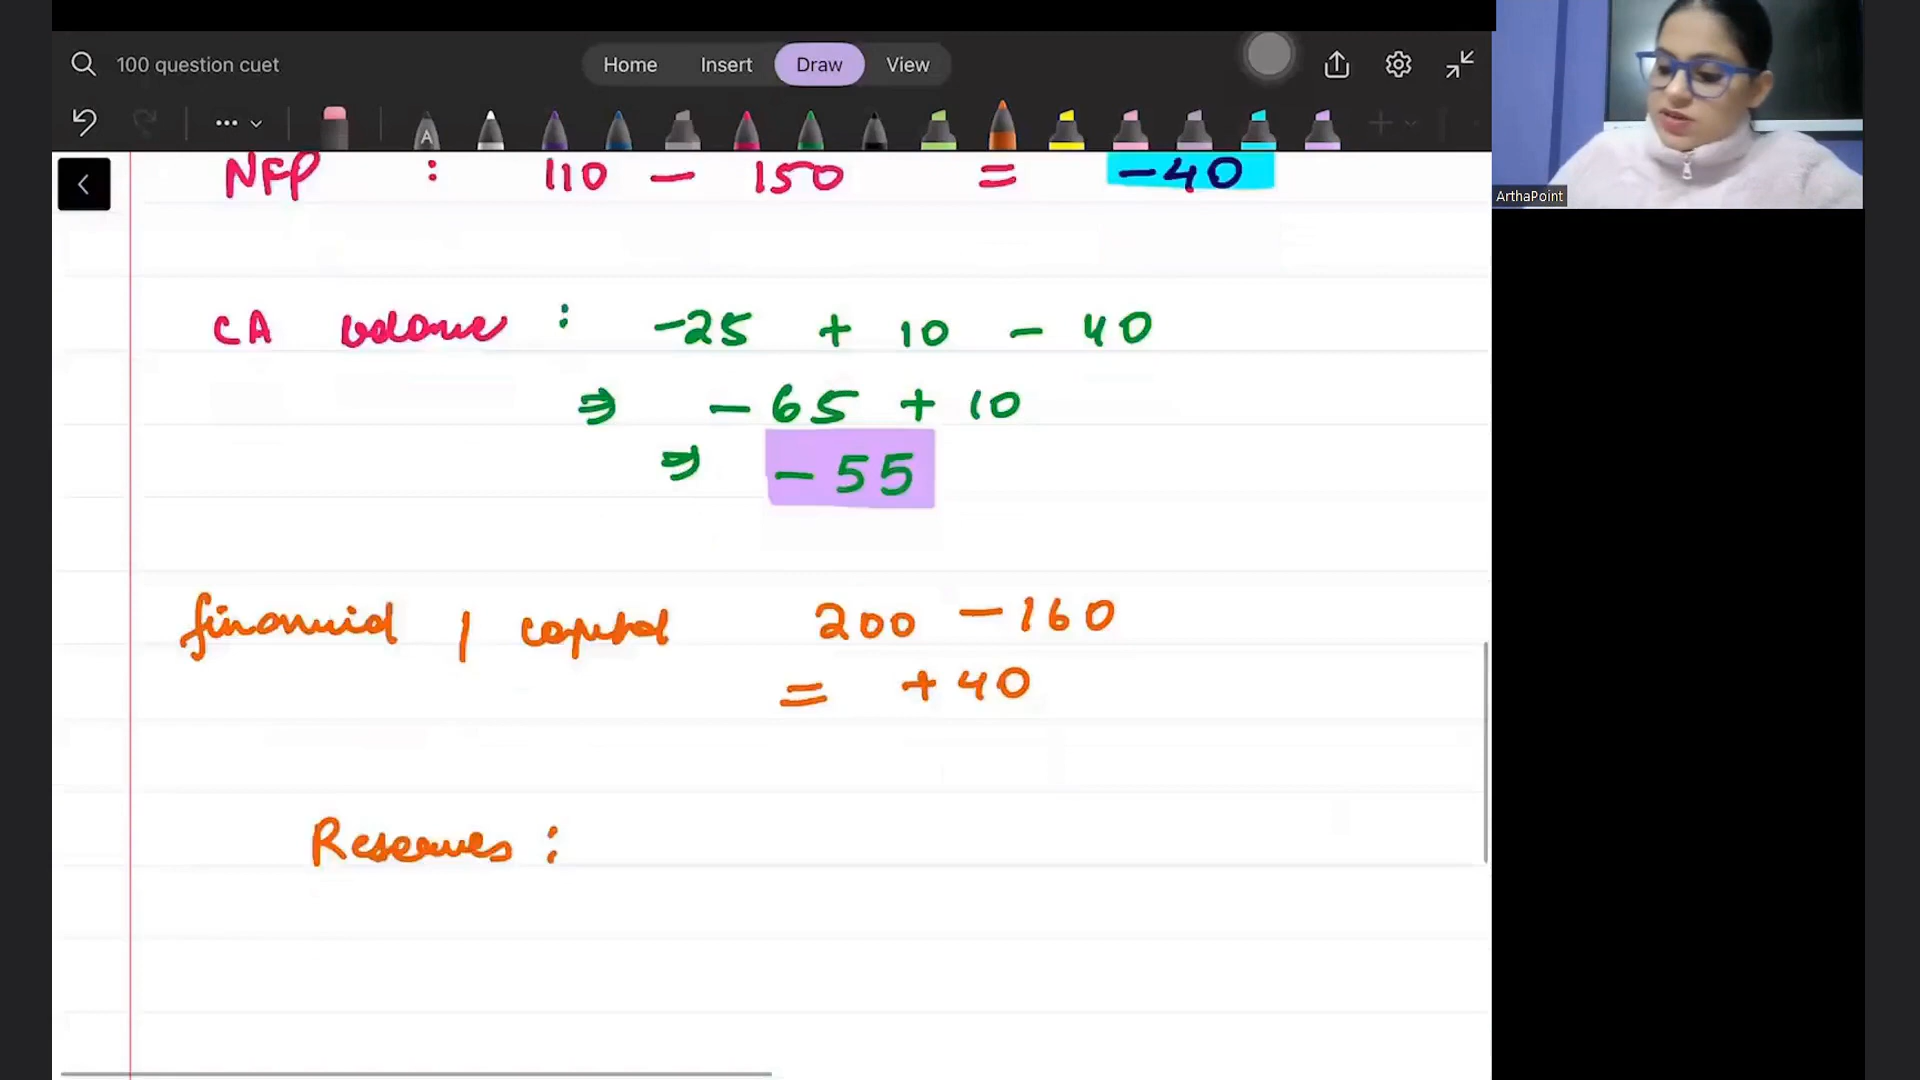 100 question cuet
Home Insert Draw View
A
ArthaPoint
NFP : 110 - 150 = -40
CA balance : -25 + 10 - 40
⇒ - 65 + 10
⇒ - 55
financial / capital 200 - 160
= + 40
Reserves :